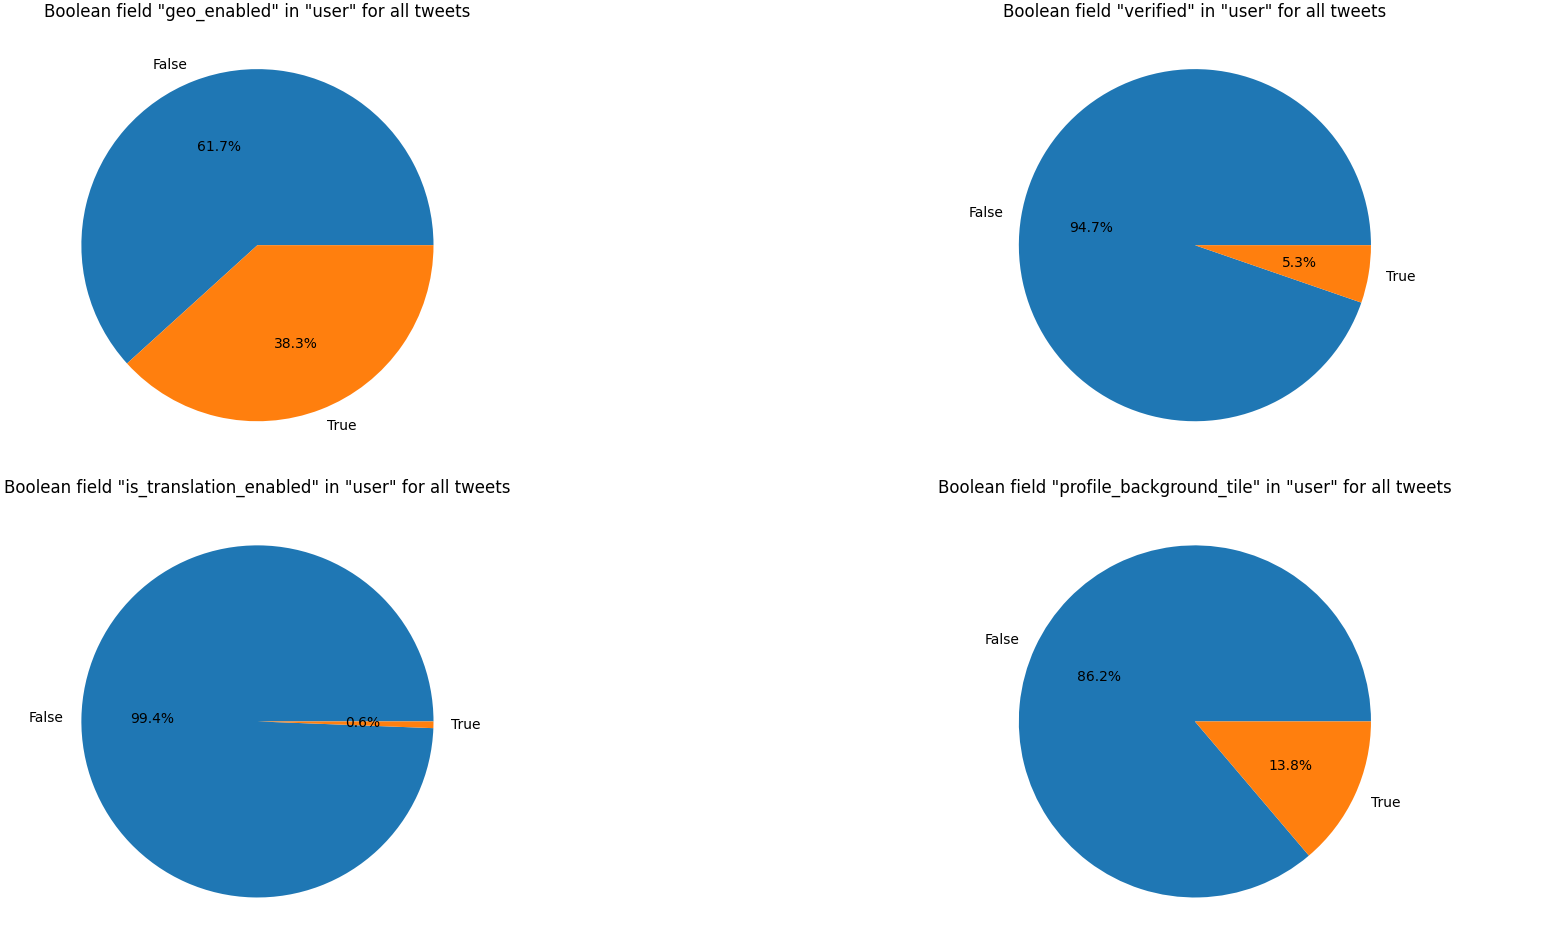 Boolean field "geo_enabled" in "user" for all tweets
False
61.7%
38.3%
True
Boolean field "verified" in "user" for all tweets
False
94.7%
5.3%
True
Boolean field "is_translation_enabled" in "user" for all tweets
False
99.4%
0.6%
True
Boolean field "profile_background_tile" in "user" for all tweets
False
86.2%
13.8%
True